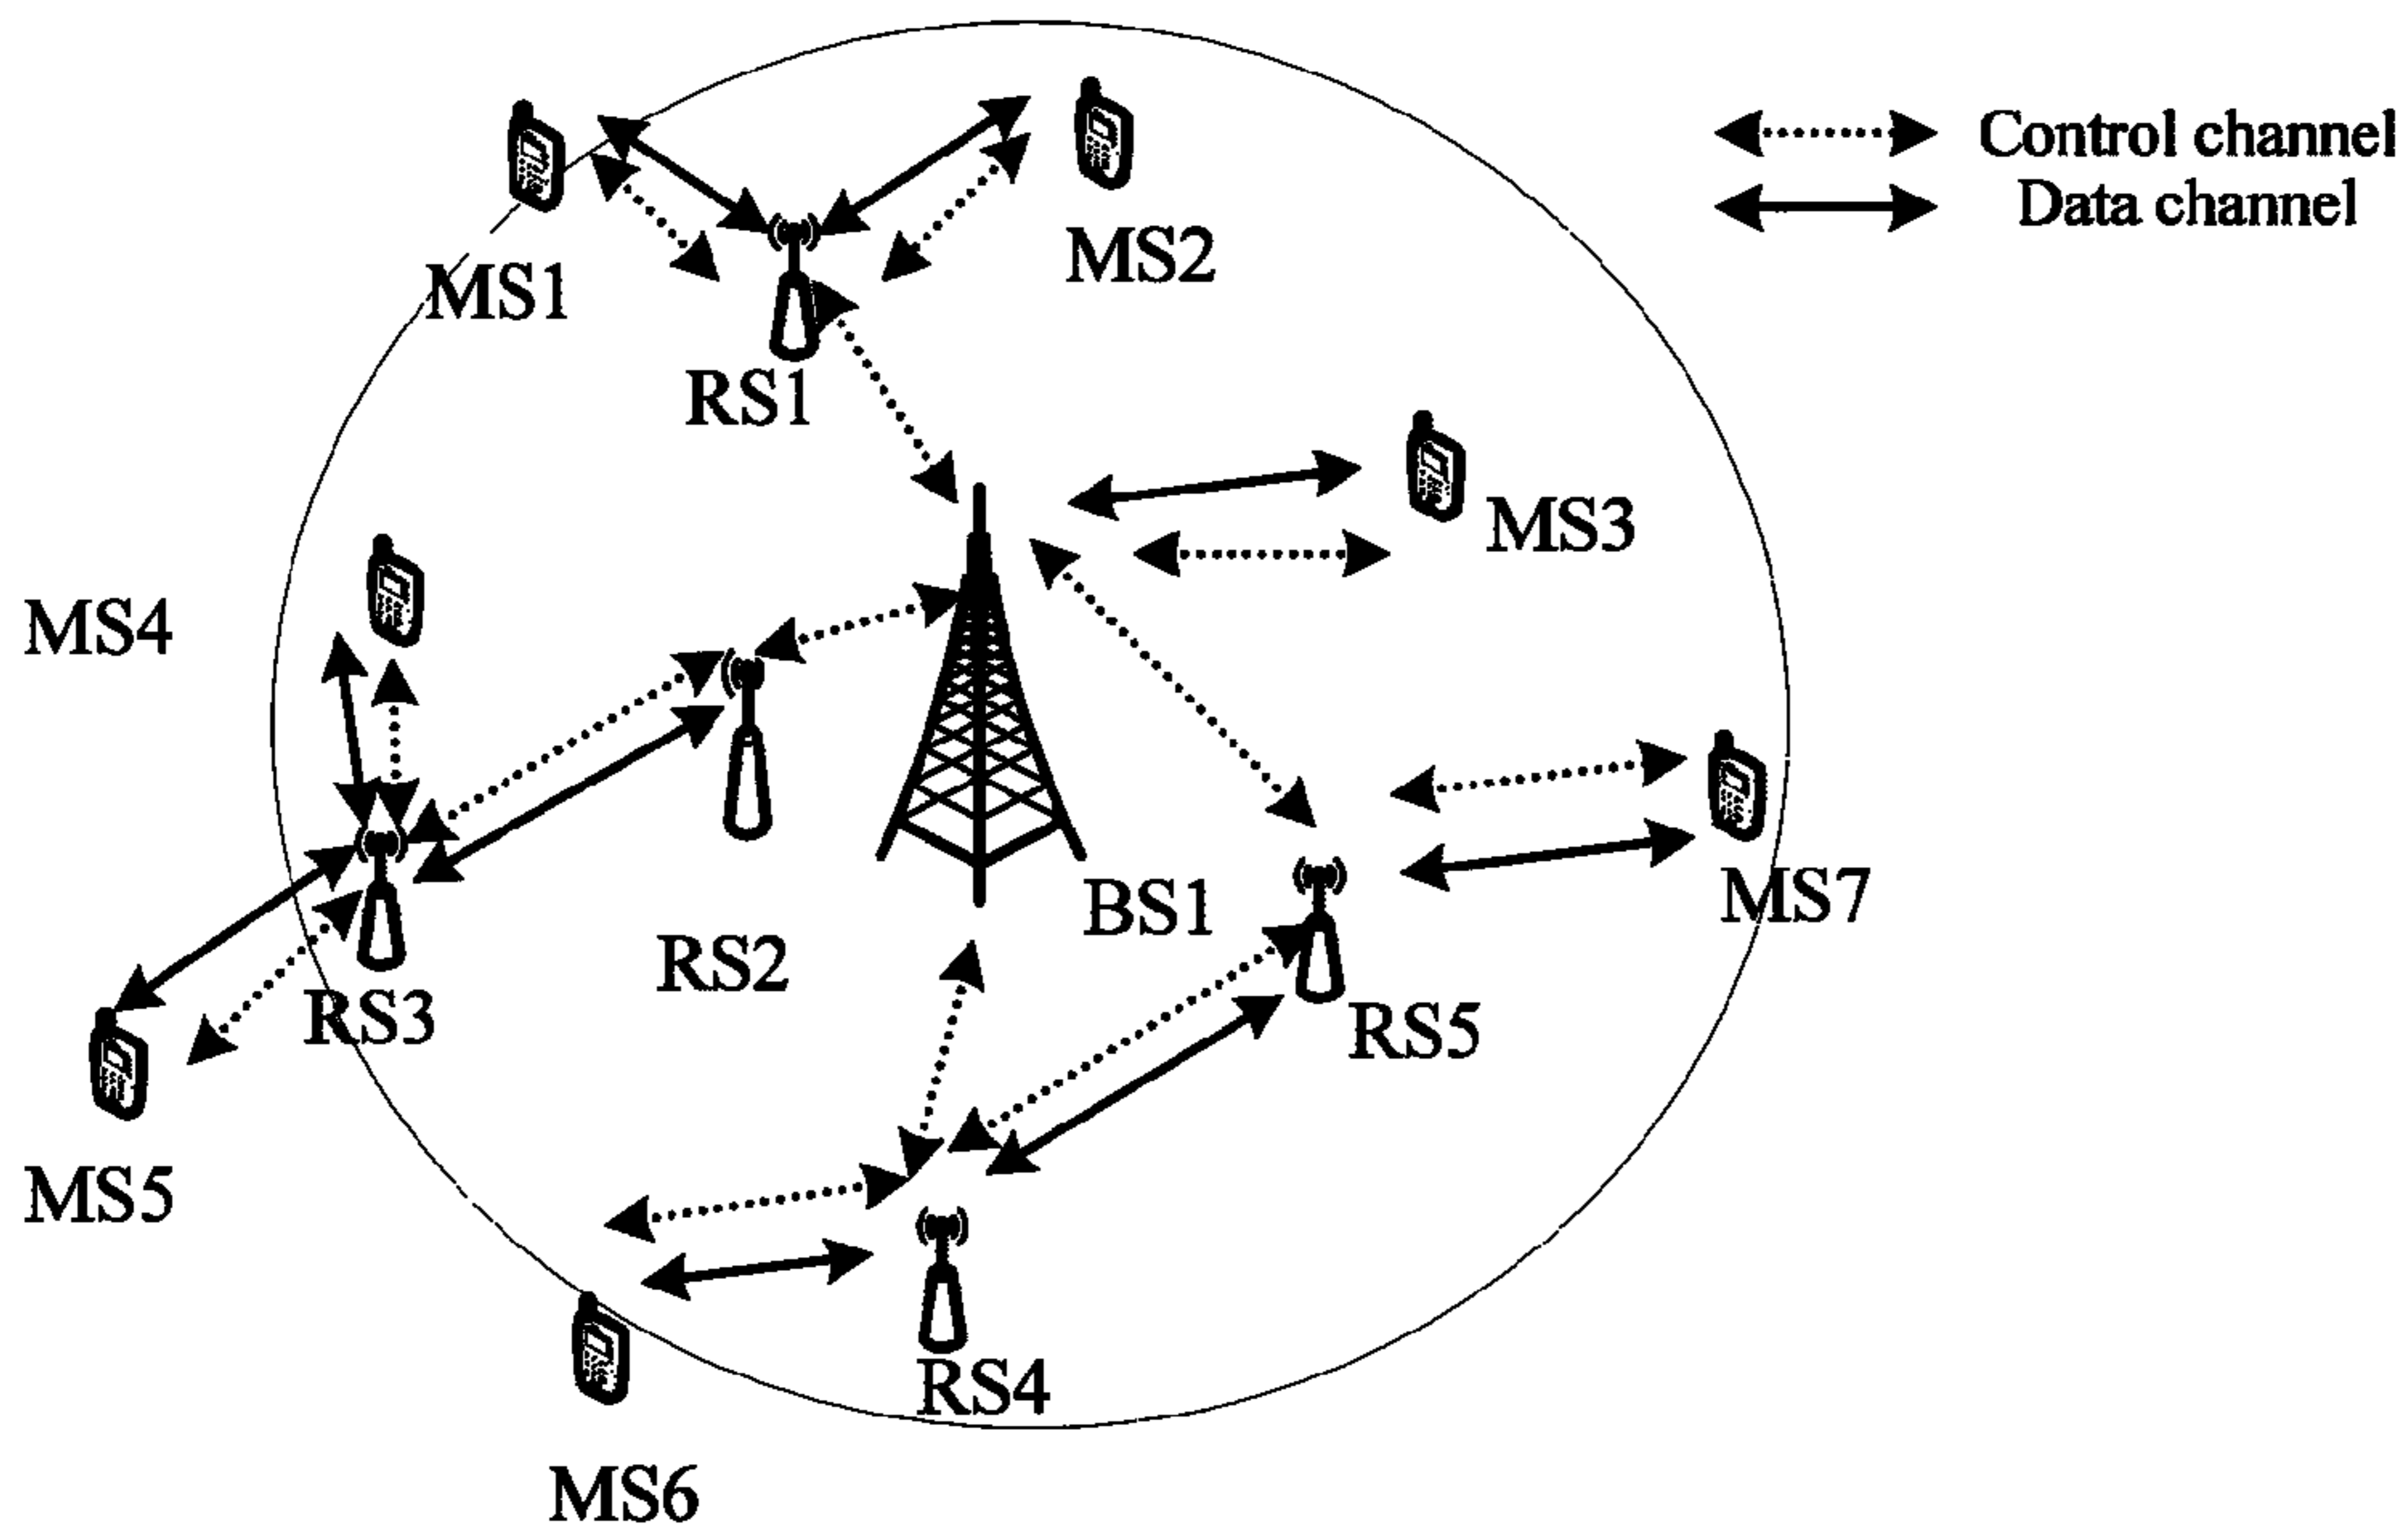 Control channel
Data channel
MS2
MS1
RS1
MS3
MS4
BS1
MS7
RS2
RS3
RS5
MS5
RS4
MS6